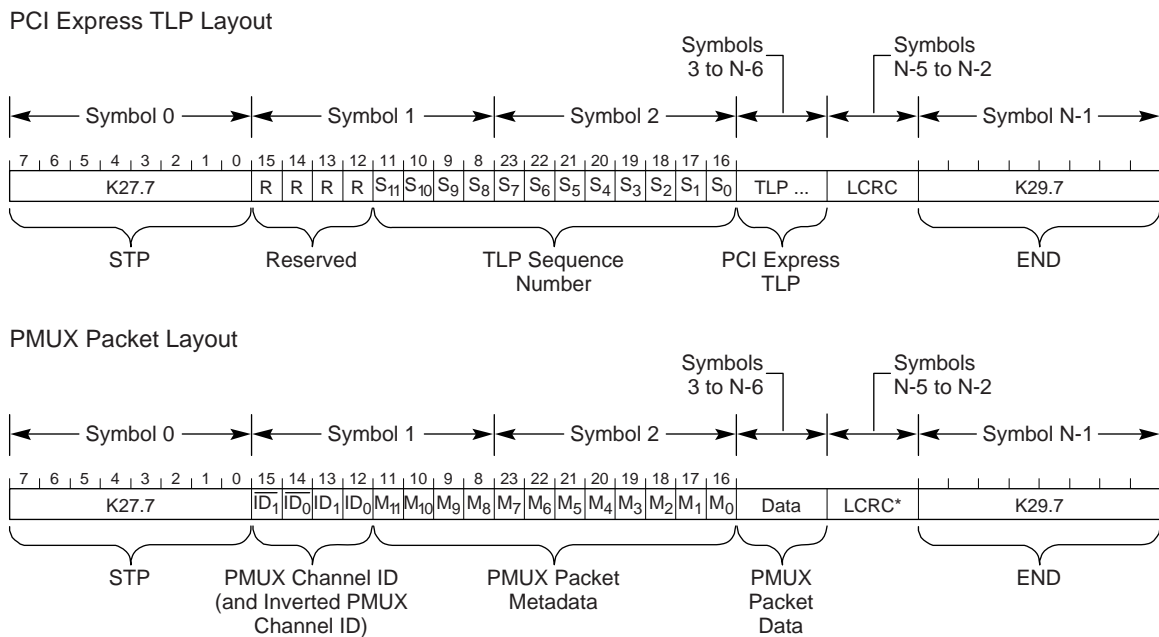 PCI Express TLP Layout
Symbols
3 to N-6
Symbols
N-5 to N-2
Symbol 0 Symbol 1 Symbol 2 Symbol N-1
7 6 5 4 3 2 1 0 15 14 13 12 11 10 9 8 23 22 21 20 19 18 17 16
K27.7 R R R R S11 S10 S9 S8 S7 S6 S5 S4 S3 S2 S1 S0 TLP ... LCRC K29.7
STP Reserved TLP Sequence
Number PCI Express
TLP END
PMUX Packet Layout
Symbols
3 to N-6
Symbols
N-5 to N-2
Symbol 0 Symbol 1 Symbol 2 Symbol N-1
7 6 5 4 3 2 1 0 15 14 13 12 11 10 9 8 23 22 21 20 19 18 17 16
K27.7 I̅D̅1 I̅D̅0 ID1 ID0 M11 M10 M9 M8 M7 M6 M5 M4 M3 M2 M1 M0 Data LCRC* K29.7
STP PMUX Channel ID
(and Inverted PMUX
Channel ID) PMUX Packet
Metadata PMUX
Packet
Data END